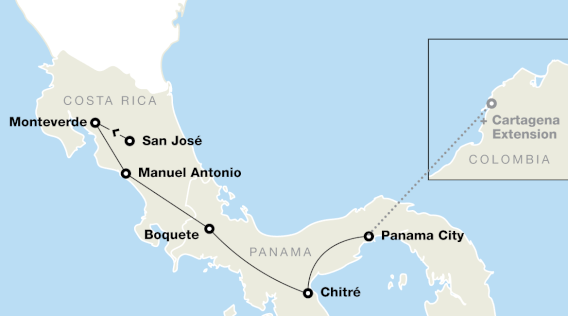 COSTA RICA
Monteverde
San José
Manuel Antonio
Boquete
PANAMA
Panama City
Chitré
+ Cartagena
Extension
COLOMBIA